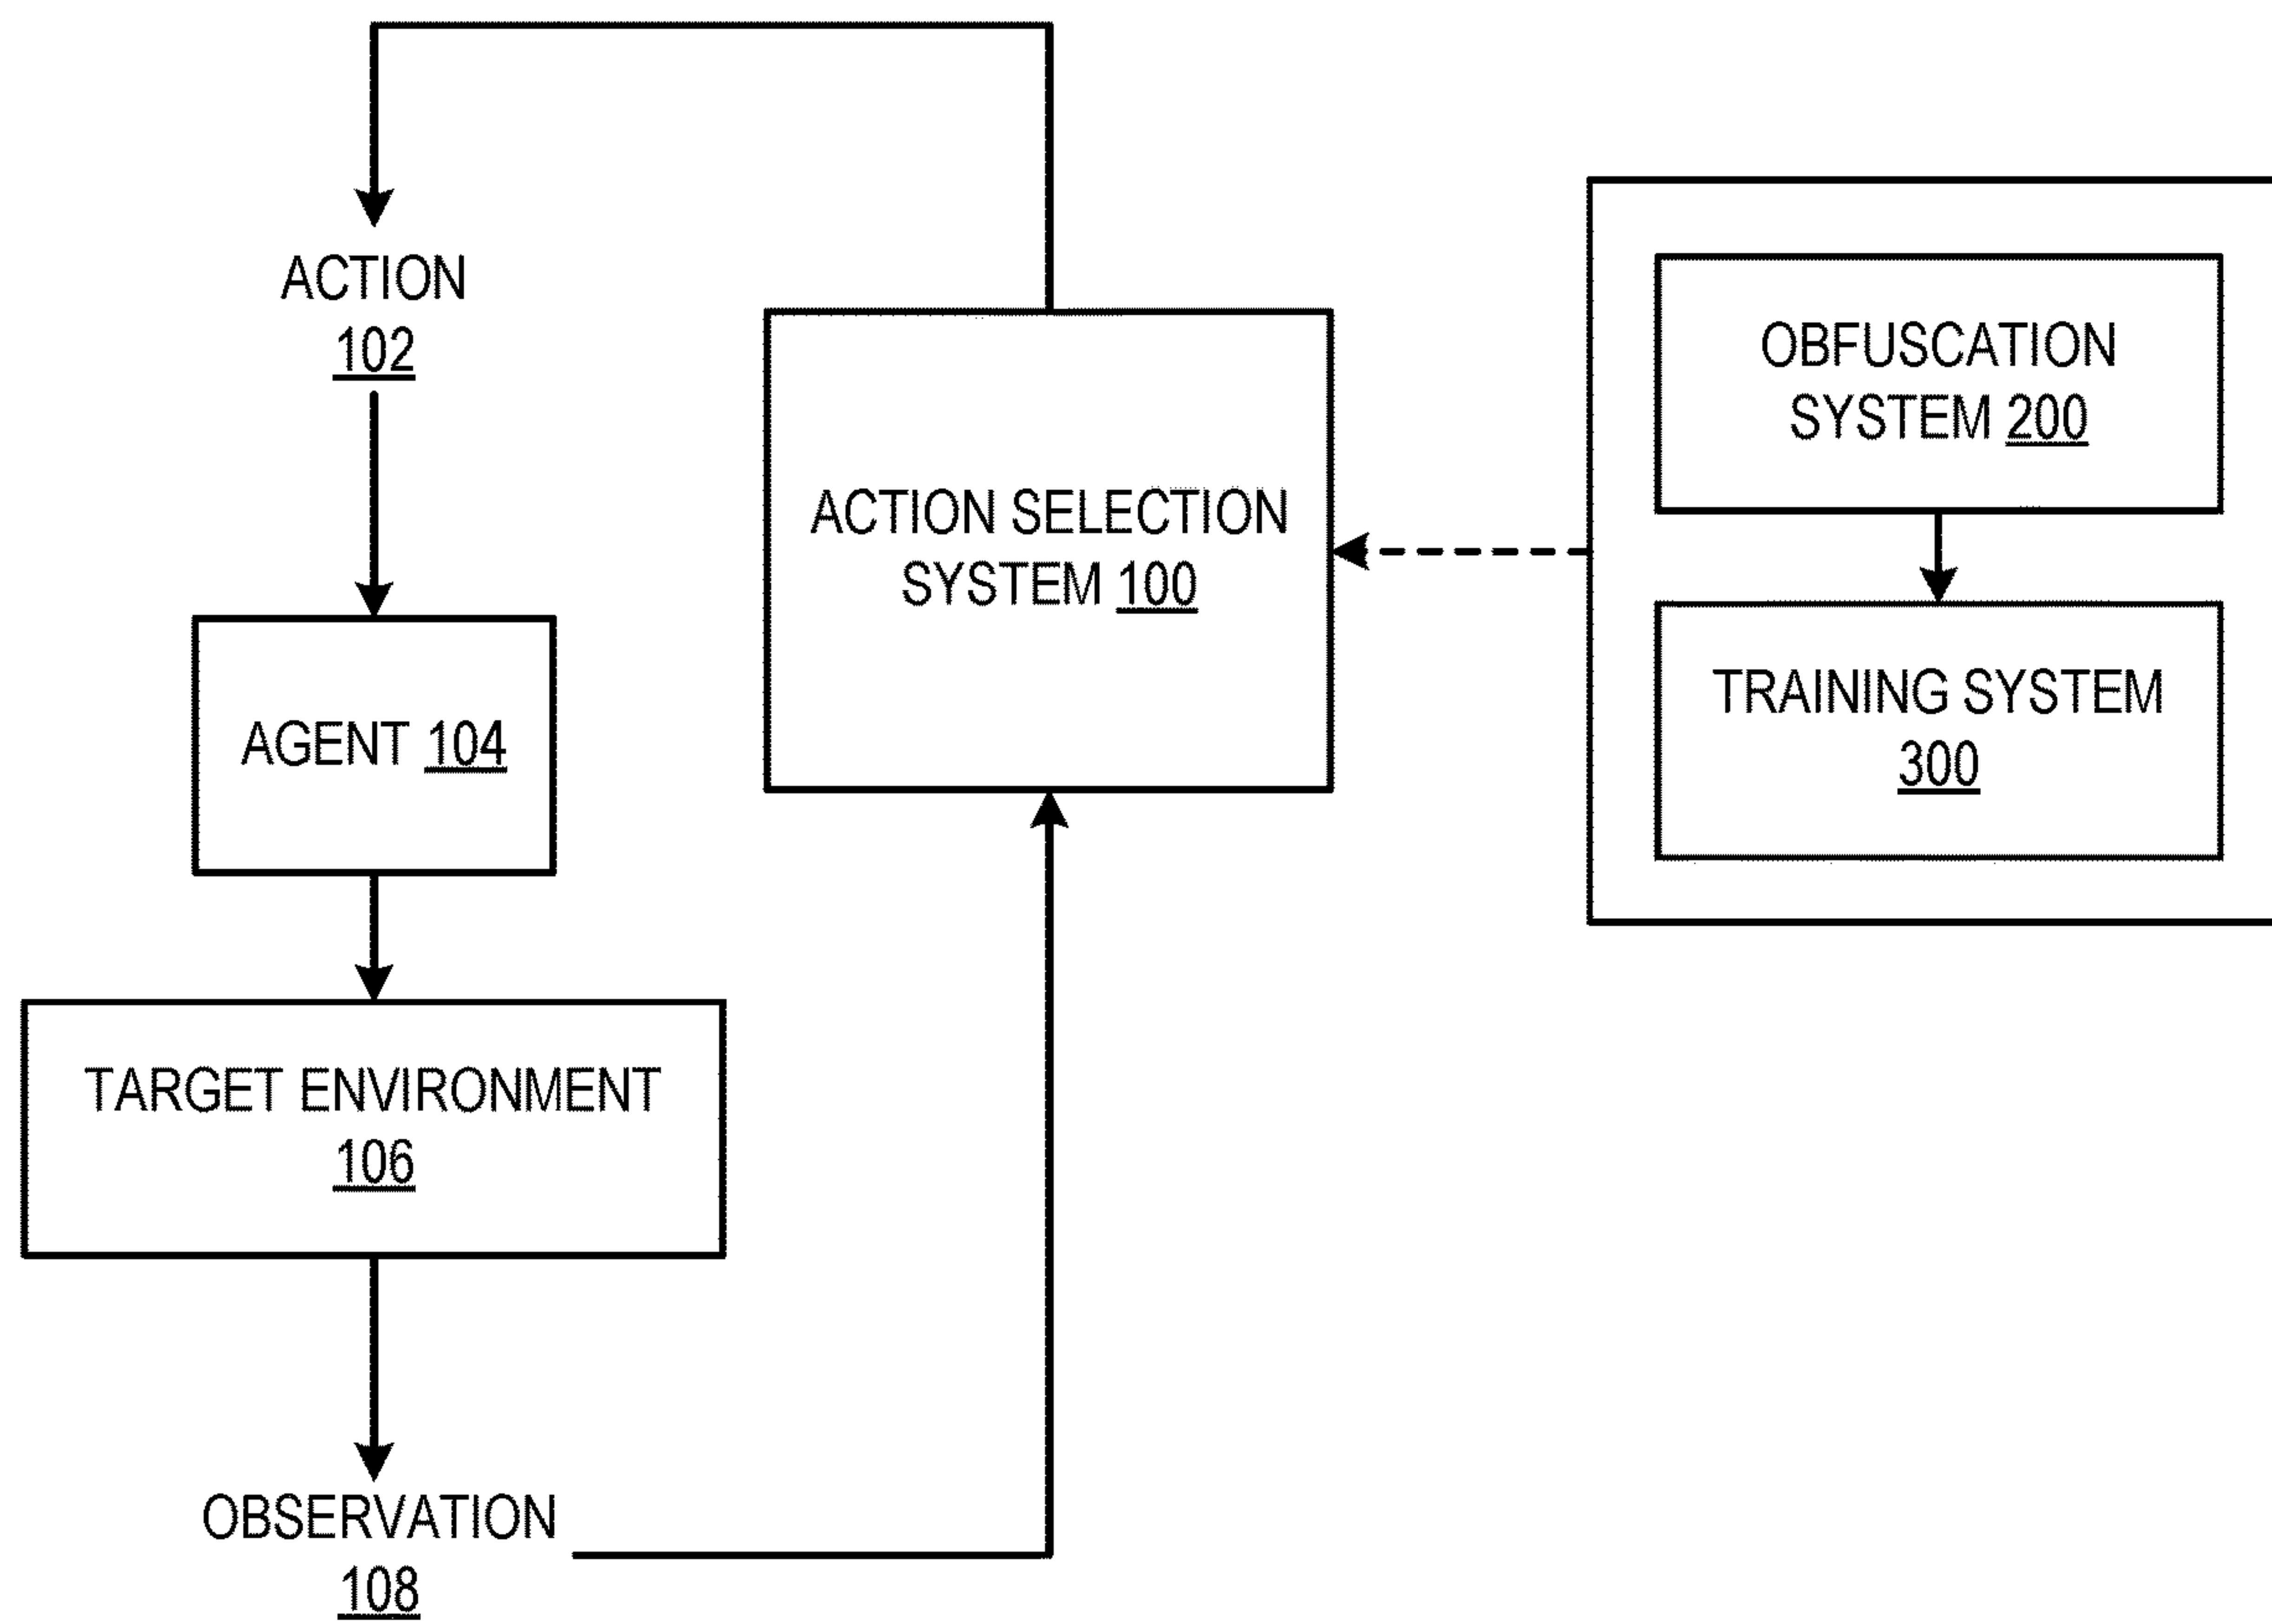 ACTION
102
AGENT 104
TARGET ENVIRONMENT
106
OBSERVATION
108
ACTION SELECTION
SYSTEM 100
OBFUSCATION
SYSTEM 200
TRAINING SYSTEM
300